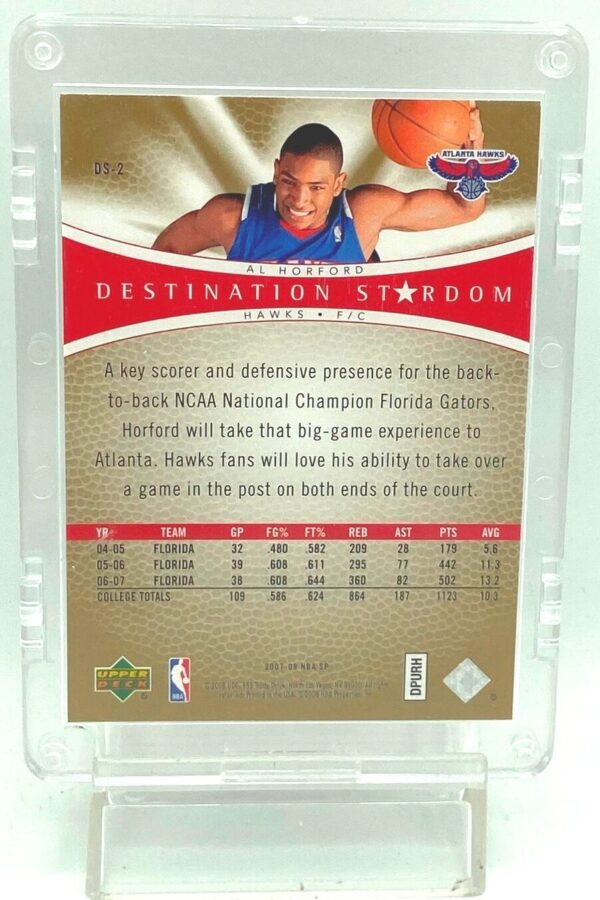 DS-2
ATLANTA HAWKS
AL HORFORD
DESTINATION ST★RDOM
HAWKS • F/C
A key scorer and defensive presence for the back-
to-back NCAA National Champion Florida Gators,
Horford will take that big-game experience to
Atlanta. Hawks fans will love his ability to take over
a game in the post on both ends of the court.
YR TEAM GP FG% FT% REB AST PTS AVG
04-05 FLORIDA 32 .480 .582 209 28 179 5.6
05-06 FLORIDA 39 .608 .611 295 77 442 11.3
06-07 FLORIDA 38 .608 .644 360 82 502 13.2
COLLEGE TOTALS 109 .586 .624 864 187 1123 10.3
UPPER
DECK
NBA
2007-08 NBA SP
DPURH